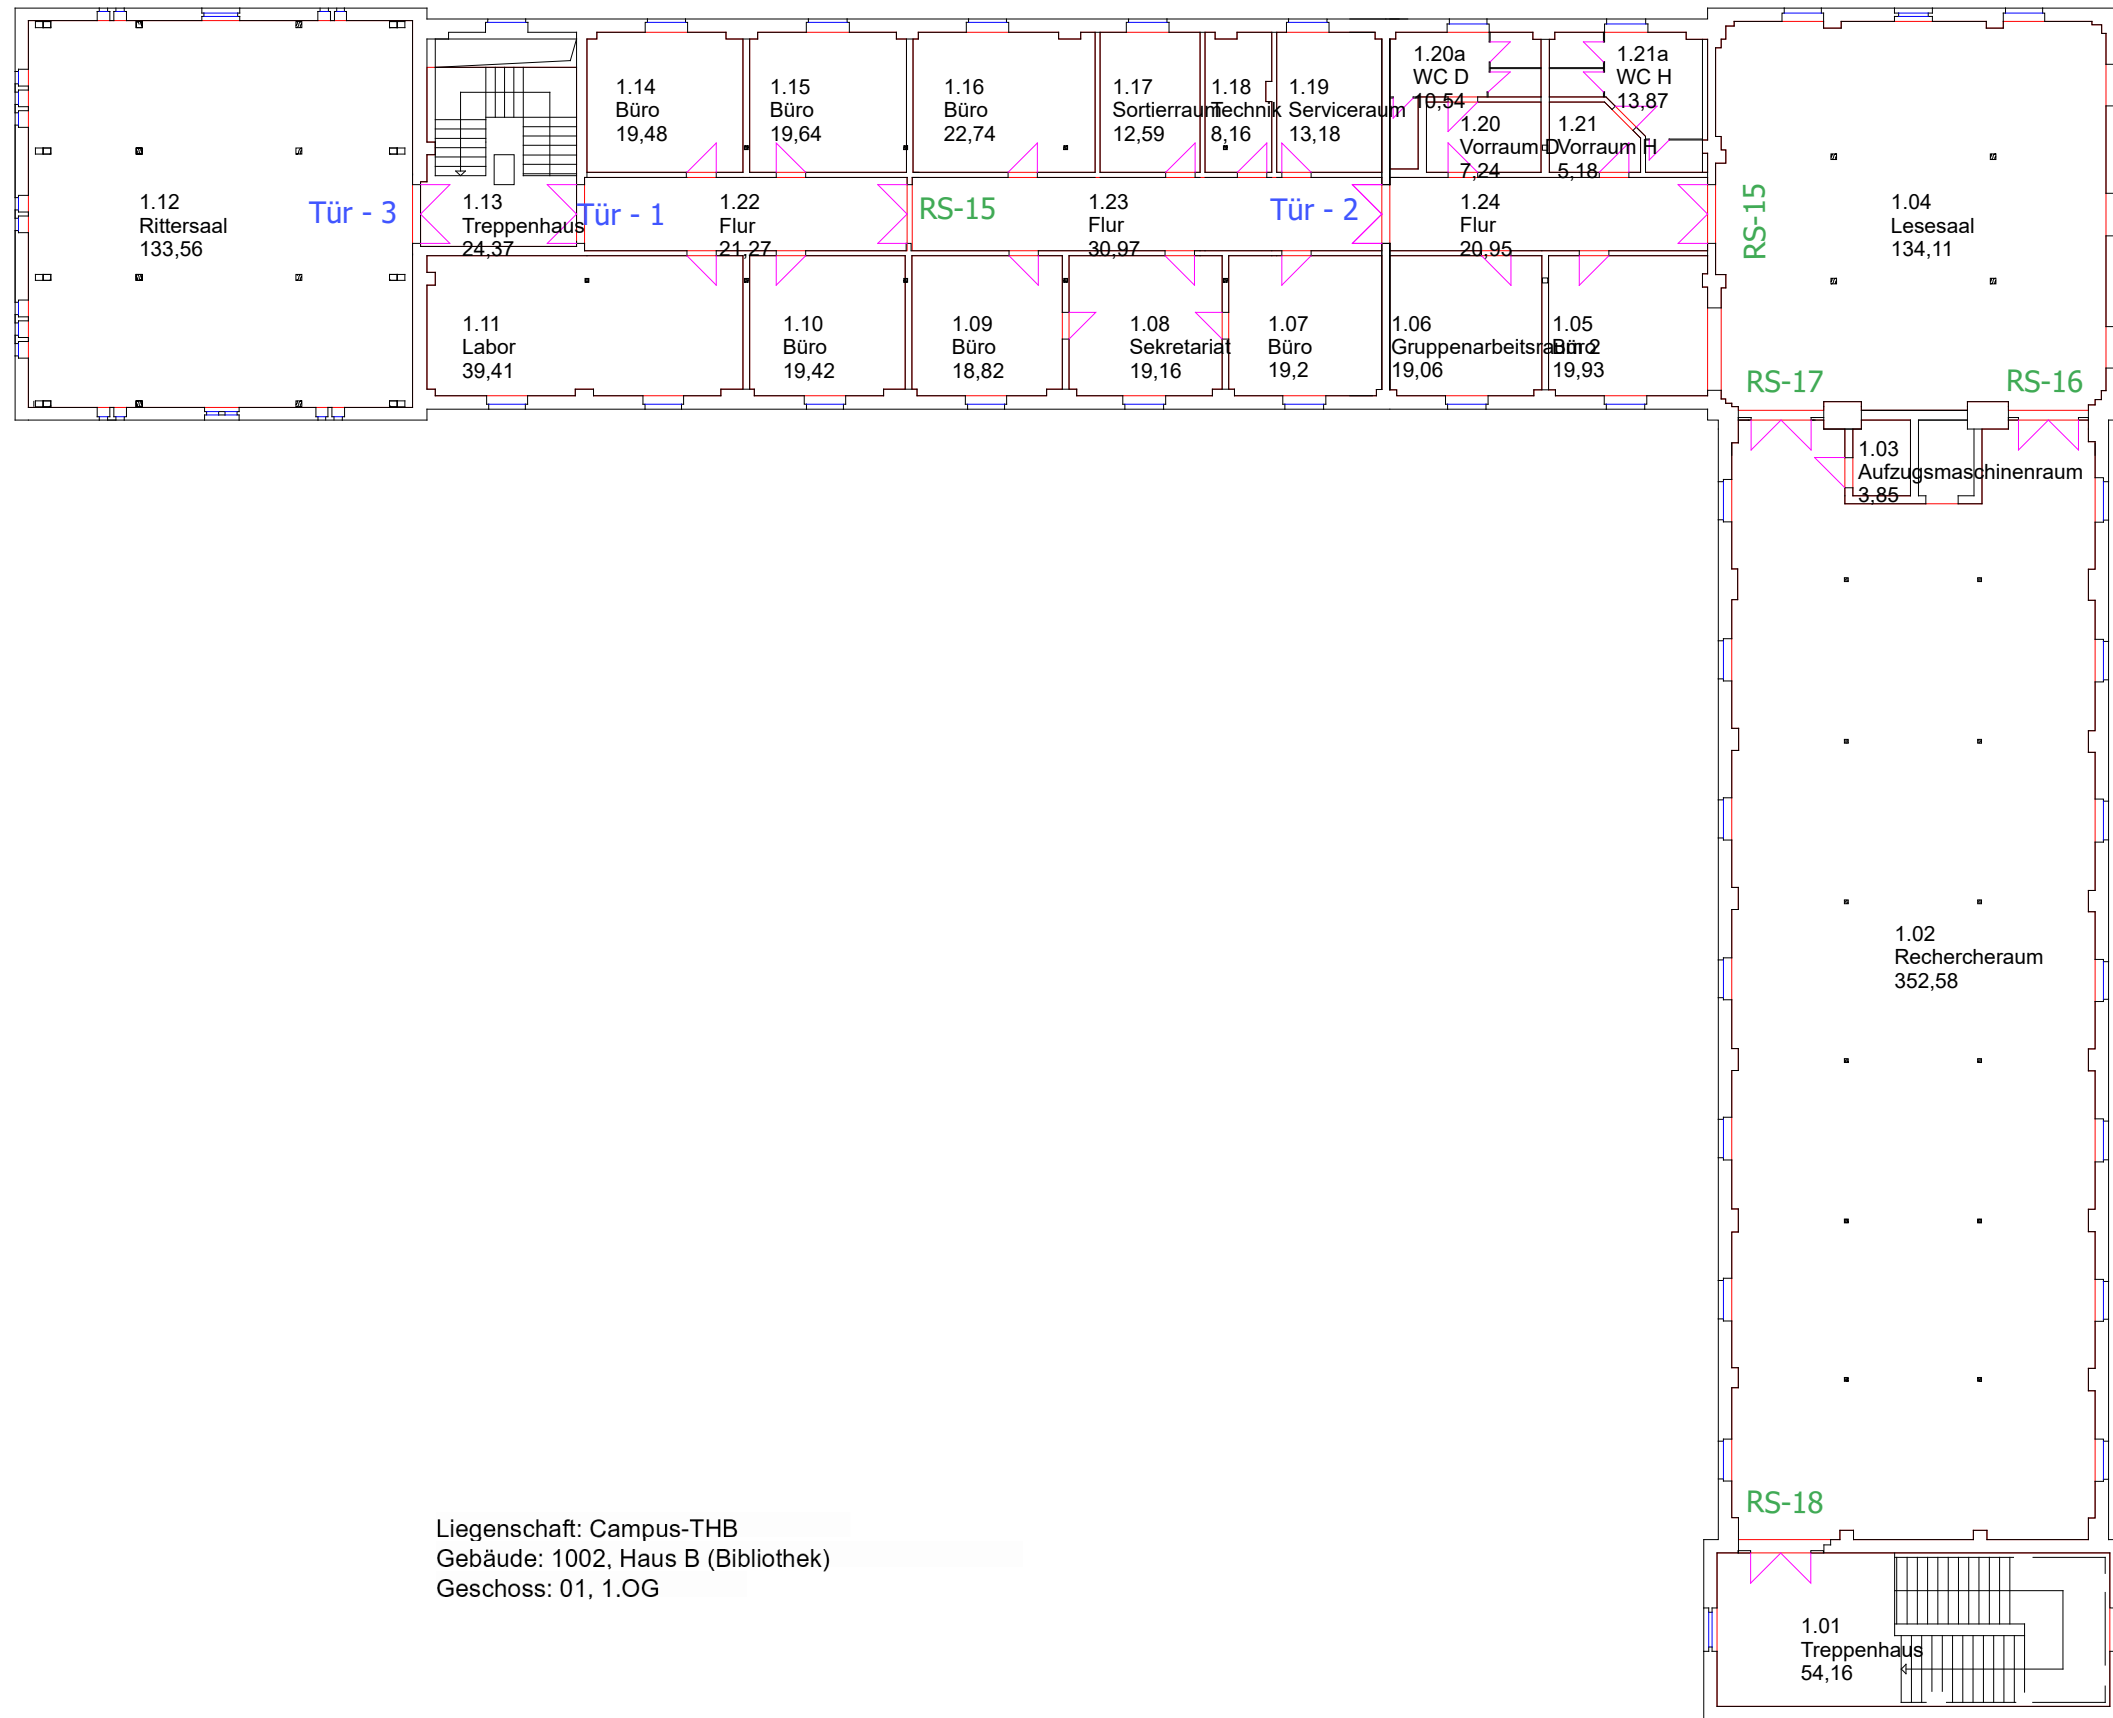 1.20a
WC D
10,54
1.21a
WC H
13,87
1.14
Büro
19,48
1.15
Büro
19,64
1.16
Büro
22,74
1.17
Sortierraum
12,59
1.18
Technik
8,16
1.19
Serviceraum
13,18
1.20
Vorraum D
7,24
1.21
Vorraum H
5,18
1.12
Rittersaal
133,56
Tür - 3
1.13
Treppenhaus
24,37
Tür - 1
1.22
Flur
21,27
RS-15
1.23
Flur
30,97
Tür - 2
1.24
Flur
20,95
RS-15
1.04
Lesesaal
134,11
1.11
Labor
39,41
1.10
Büro
19,42
1.09
Büro
18,82
1.08
Sekretariat
19,16
1.07
Büro
19,2
1.06
Gruppenarbeitsraum 2
19,06
1.05
Büro
19,93
RS-17
RS-16
1.03
Aufzugsmaschinenraum
3,85
1.02
Rechercheraum
352,58
RS-18
Liegenschaft: Campus-THB
Gebäude: 1002, Haus B (Bibliothek)
Geschoss: 01, 1.OG
1.01
Treppenhaus
54,16